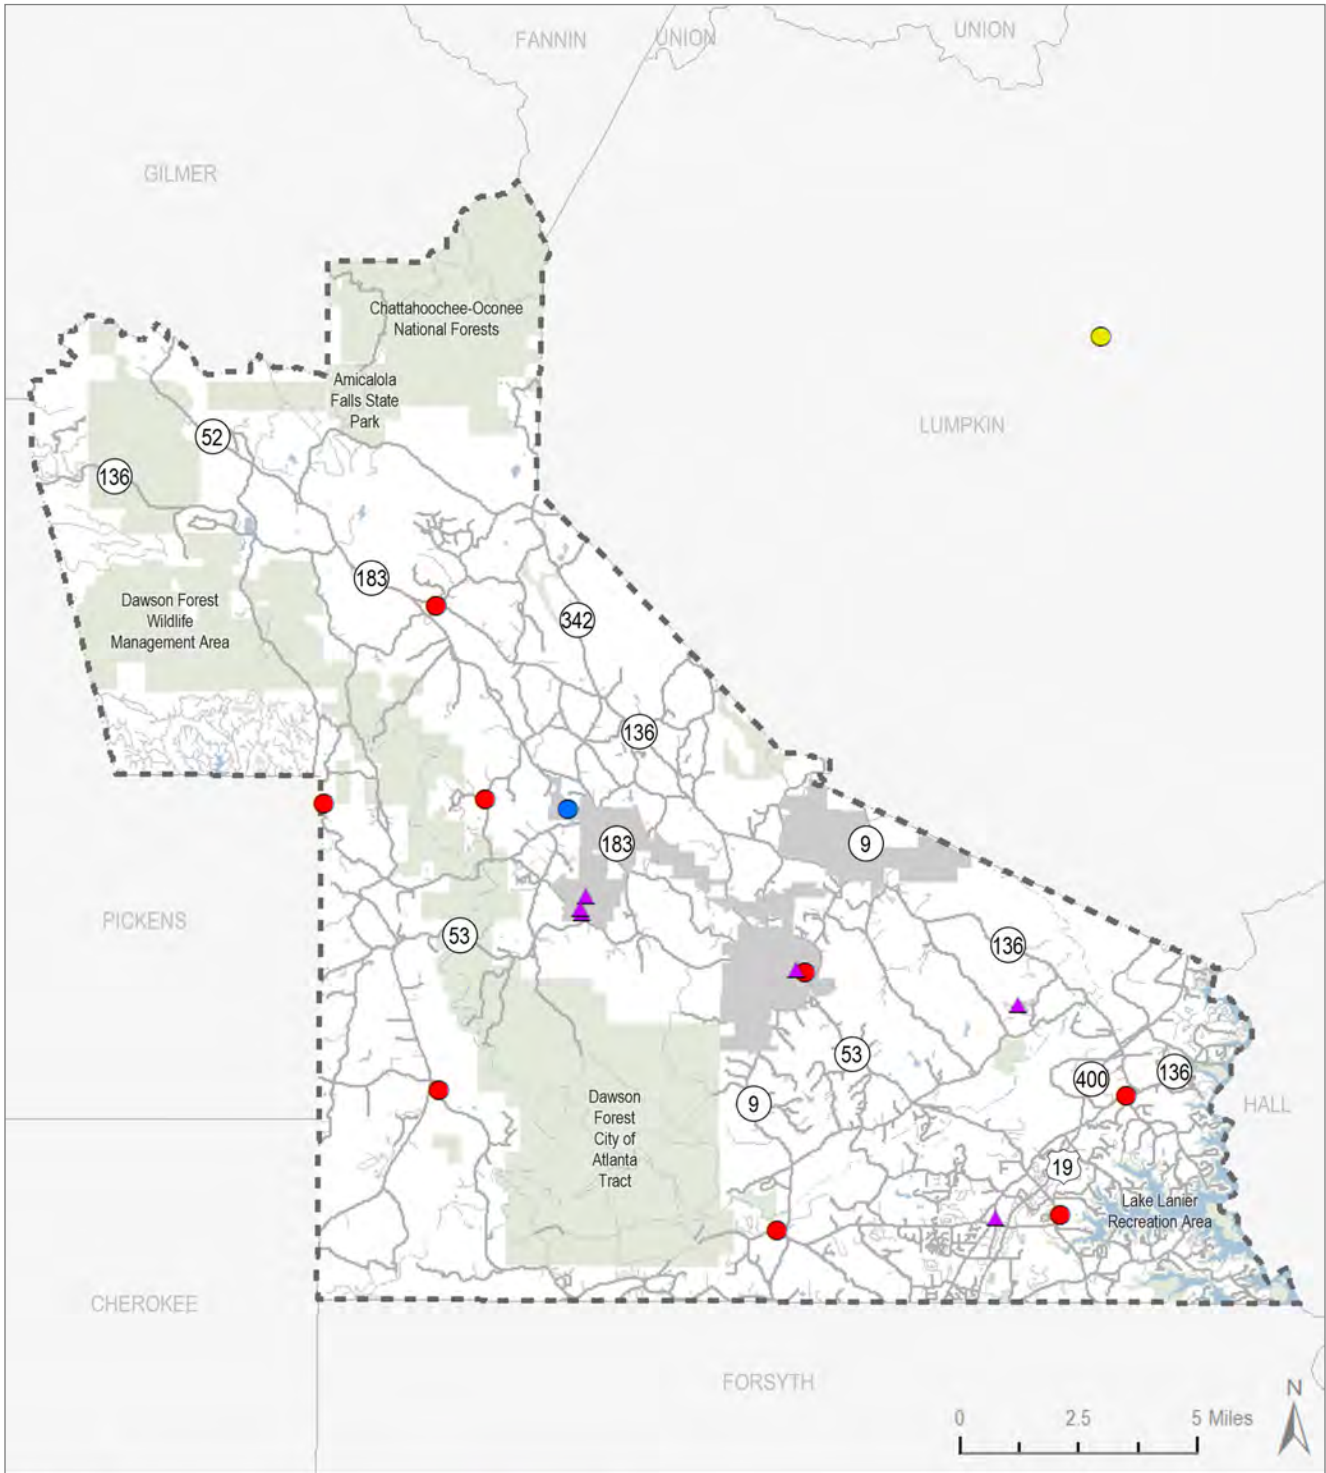 FANNIN
UNION
UNION
GILMER
Chattahoochee-Oconee
National Forests
Amicalola
Falls State
Park
LUMPKIN
52
136
183
Dawson Forest
Wildlife
Management Area
342
136
183
9
PICKENS
53
136
53
400
136
9
HALL
Dawson
Forest
City of
Atlanta
Tract
19
Lake Lanier
Recreation Area
CHEROKEE
FORSYTH
N
0 2.5 5 Miles